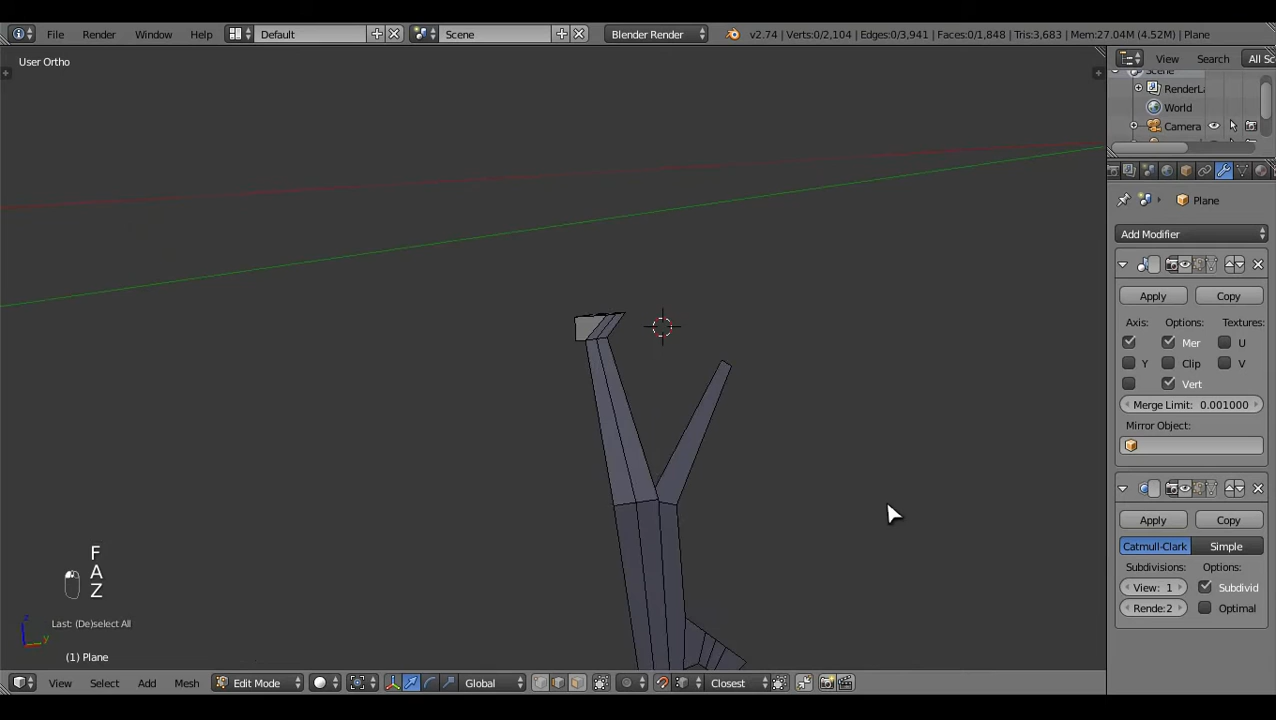 File Render Window Help Default Scene Blender Render v2.74 | Verts:0/2,104 | Edges:0/3,941 | Faces:0/1,848 | Tris:3,683 | Mem:27.04M (4.52M) | Plane
User Ortho
View Search All Sc
Scene
RenderLa
World
Camera
Plane
Add Modifier
Apply Copy
Axis: Options: Textures:
Mer U
Y Clip V
Vert
Merge Limit: 0.001000
Mirror Object:
Apply Copy
Catmull-Clark Simple
Subdivisions: Options:
View: 1 Subdivid
Rende:2 Optimal
F
A
Z
Last: (De)select All
z
y
(1) Plane
View Select Add Mesh Edit Mode Global Closest